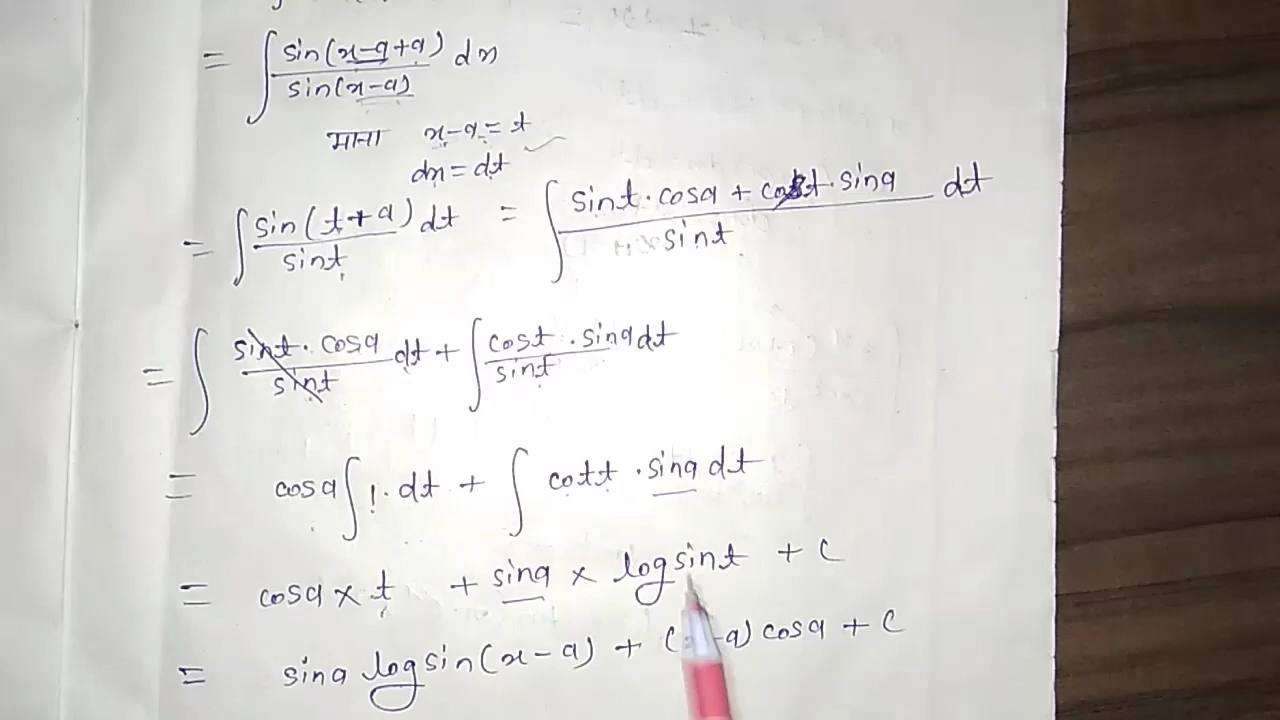 = ∫ sin(x-a+a)/sin(x-a) dx
माना x-a = t
dx = dt
= ∫ sin(t+a)/sint dt = ∫ sint·cosa + cost·sina / sint dt
= ∫ sint·cosa/sint dt + ∫ cost·sina/sint dt
= cosa ∫ 1·dt + ∫ cott·sina dt
= cosa × t + sina × log sint + c
= sina log sin(x-a) + (x-a) cosa + c